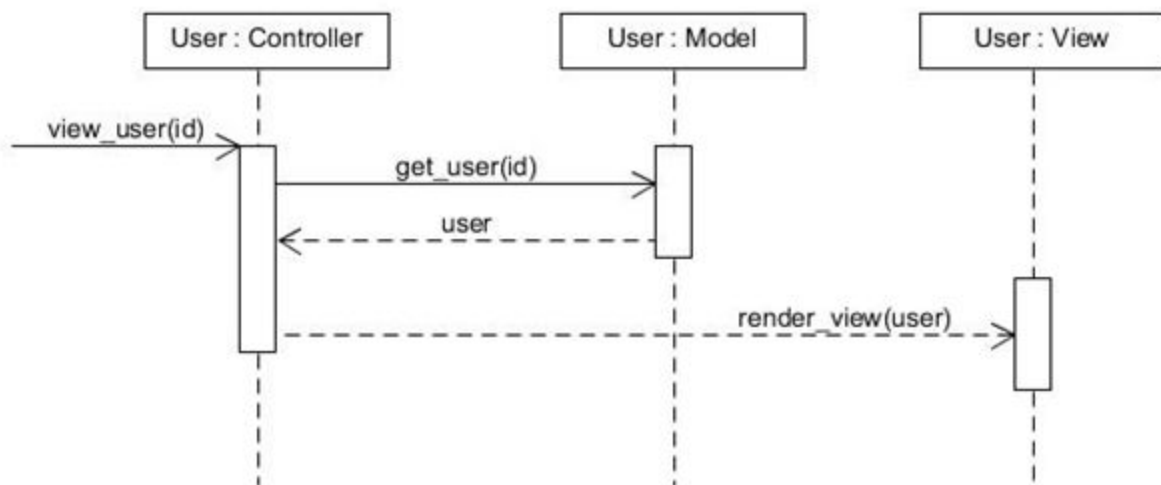 User : Controller
User : Model
User : View
view_user(id)
get_user(id)
user
render_view(user)